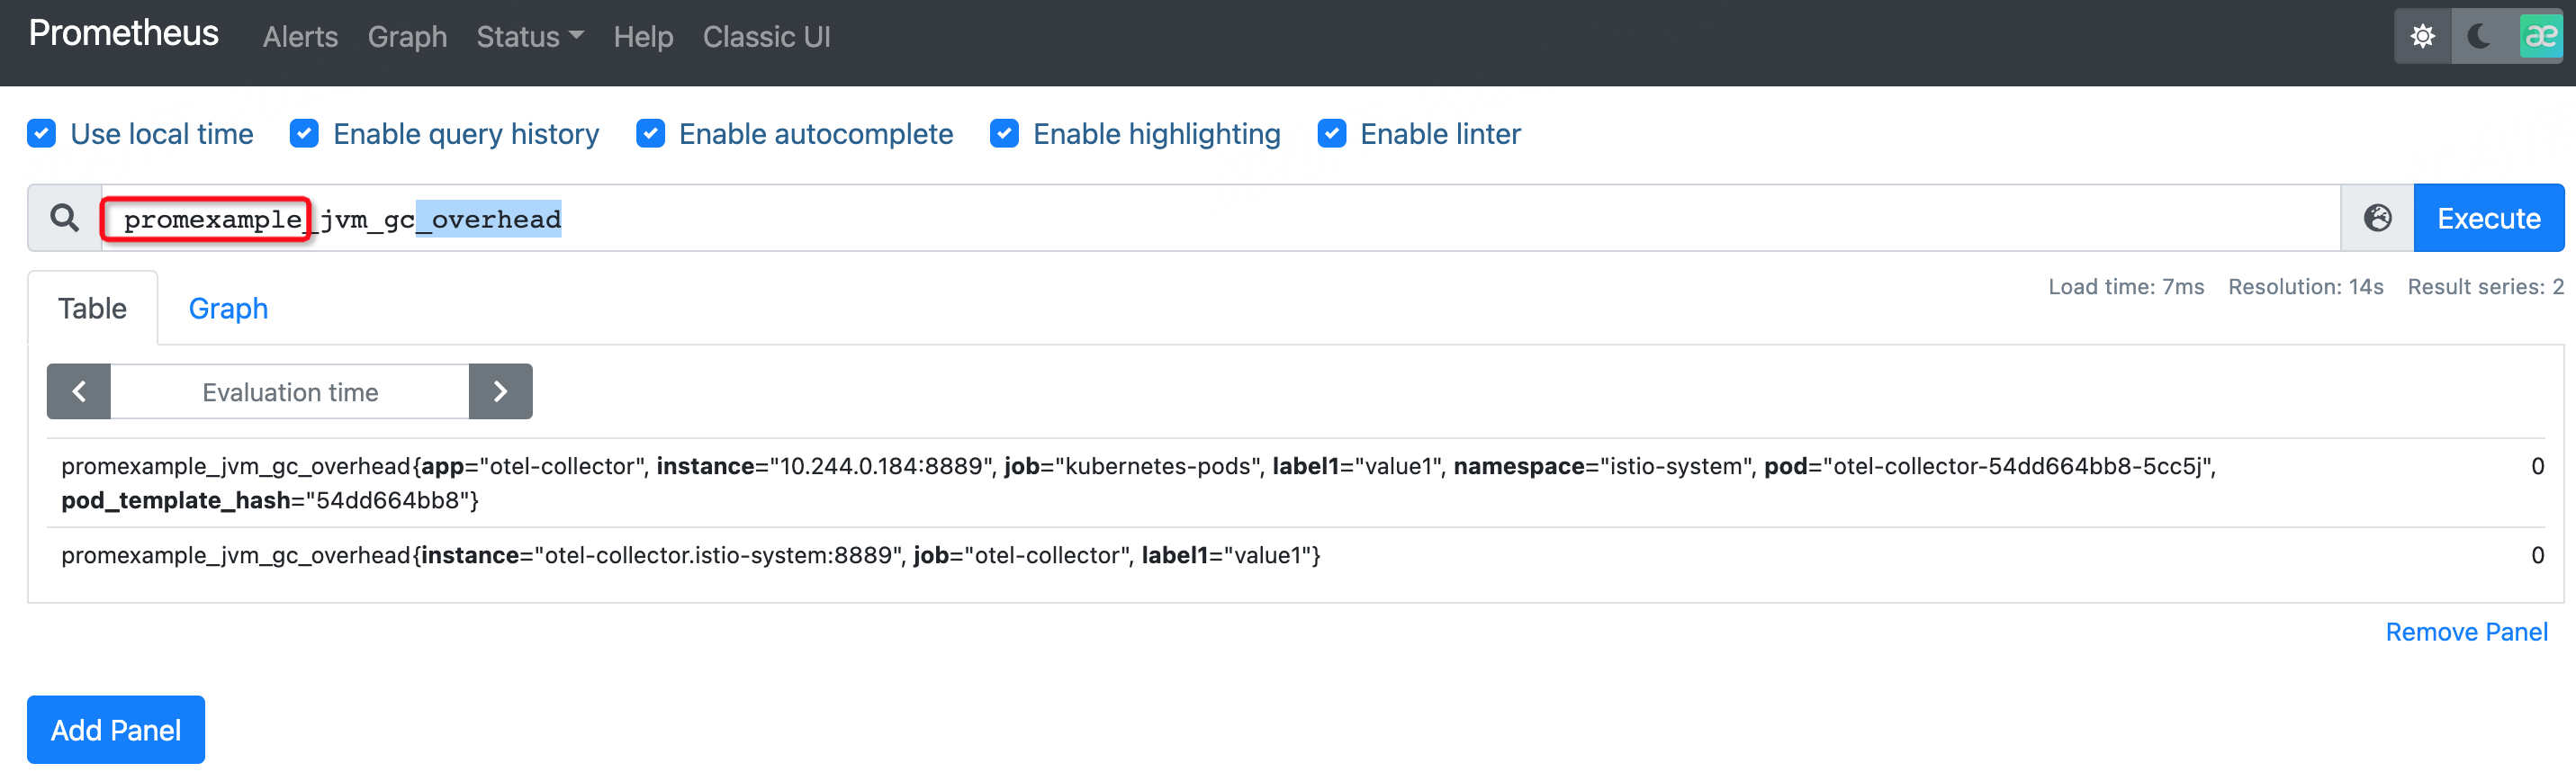 Prometheus Alerts Graph Status Help Classic UI æ
Use local time Enable query history Enable autocomplete Enable highlighting Enable linter
promexample_jvm_gc_overhead Execute
Table Graph Load time: 7ms Resolution: 14s Result series: 2
Evaluation time
promexample_jvm_gc_overhead{app="otel-collector", instance="10.244.0.184:8889", job="kubernetes-pods", label1="value1", namespace="istio-system", pod="otel-collector-54dd664bb8-5cc5j", 0
pod_template_hash="54dd664bb8"}
promexample_jvm_gc_overhead{instance="otel-collector.istio-system:8889", job="otel-collector", label1="value1"} 0
Remove Panel
Add Panel